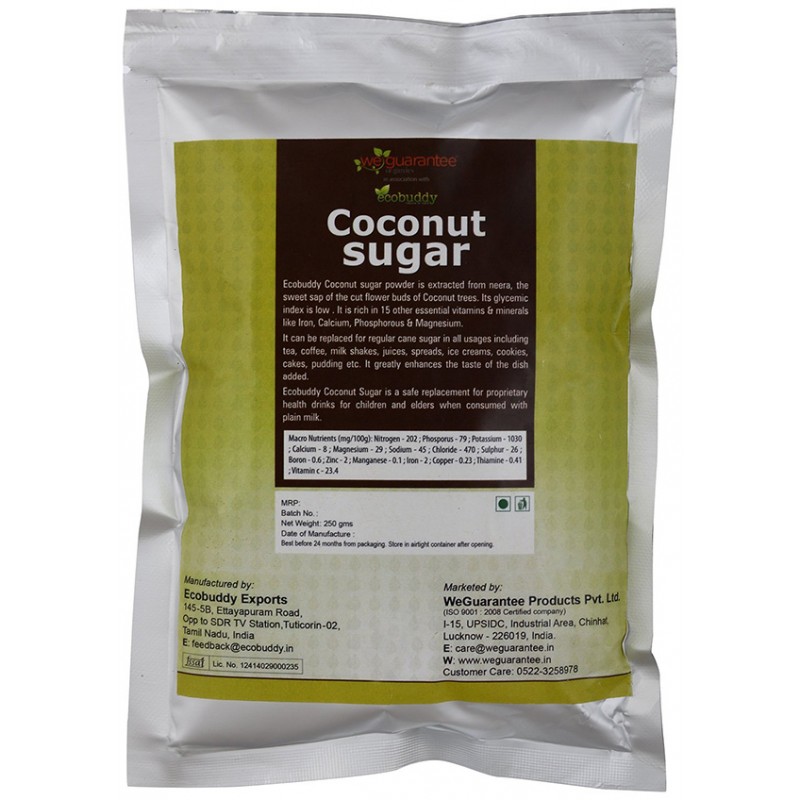 we guarantee
organics
in association with
ecobuddy
Coconut
sugar
Ecobuddy Coconut sugar powder is extracted from neera, the
sweet sap of the cut flower buds of Coconut trees. Its glycemic
index is low . It is rich in 15 other essential vitamins & minerals
like Iron, Calcium, Phosphorous & Magnesium.
It can be replaced for regular cane sugar in all usages including
tea, coffee, milk shakes, juices, spreads, ice creams, cookies,
cakes, pudding etc. It greatly enhances the taste of the dish
added.
Ecobuddy Coconut Sugar is a safe replacement for proprietary
health drinks for children and elders when consumed with
plain milk.
Macro Nutrients (mg/100g): Nitrogen - 202 ; Phosporus - 79 ; Potassium - 1030
; Calcium - 8 ; Magnesium - 29 ; Sodium - 45 ; Chloride - 470 ; Sulphur - 26 ;
Boron - 0.6 ; Zinc - 2 ; Manganese - 0.1 ; Iron - 2 ; Copper - 0.23 ; Thiamine - 0.41
; Vitamin c - 23.4
MRP:
Batch No. :
Net Weight: 250 gms
Date of Manufacture :
Best before 24 months from packaging. Store in airtight container after opening.
Manufactured by:
Ecobuddy Exports
145-5B, Ettayapuram Road,
Opp to SDR TV Station,Tuticorin-02,
Tamil Nadu, India
E: feedback@ecobuddy.in
fssai Lic. No. 12414029000235
Marketed by:
WeGuarantee Products Pvt. Ltd.
(ISO 9001 : 2008 Certified company)
I-15, UPSIDC, Industrial Area, Chinhat,
Lucknow - 226019, India.
E: care@weguarantee.in
W: www.weguarantee.in
Customer Care: 0522-3258978